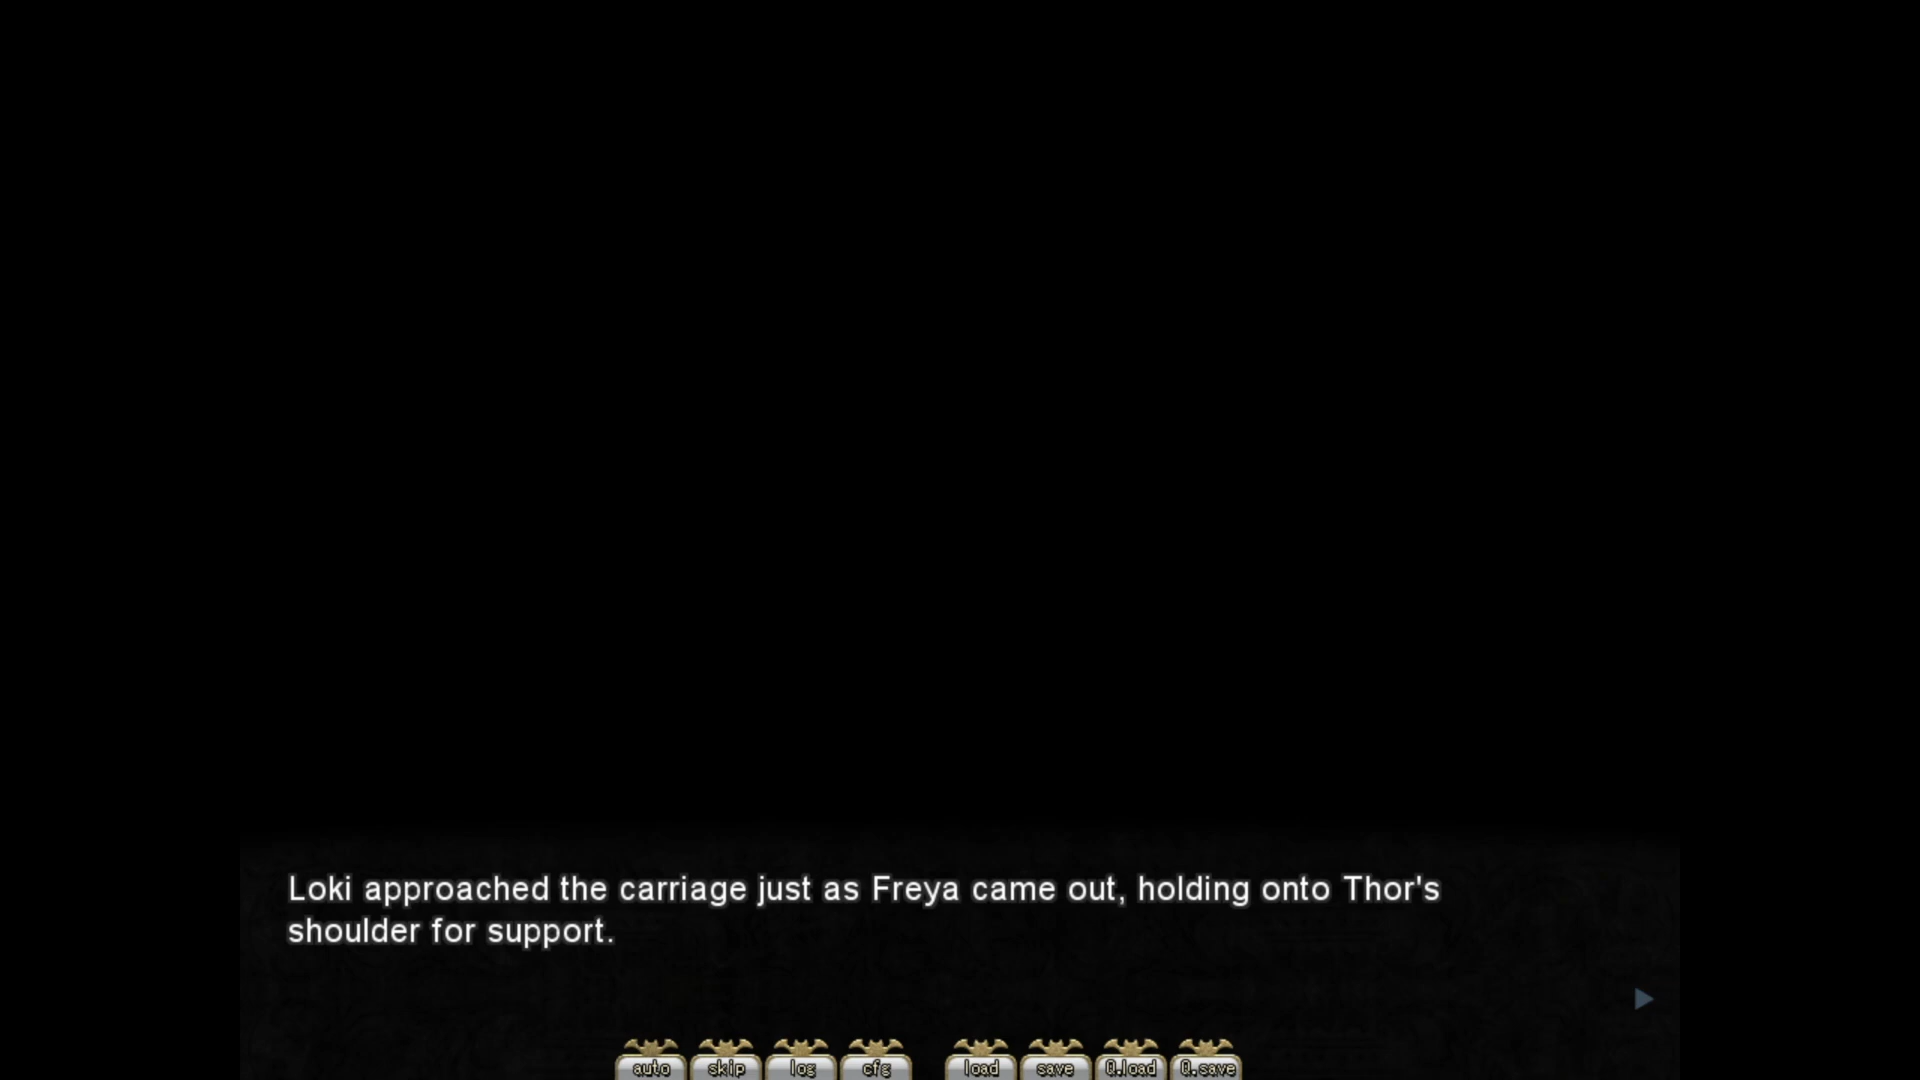 Loki approached the carriage just as Freya came out, holding onto Thor's
shoulder for support.
auto skip log cfg load save Q.load Q.save